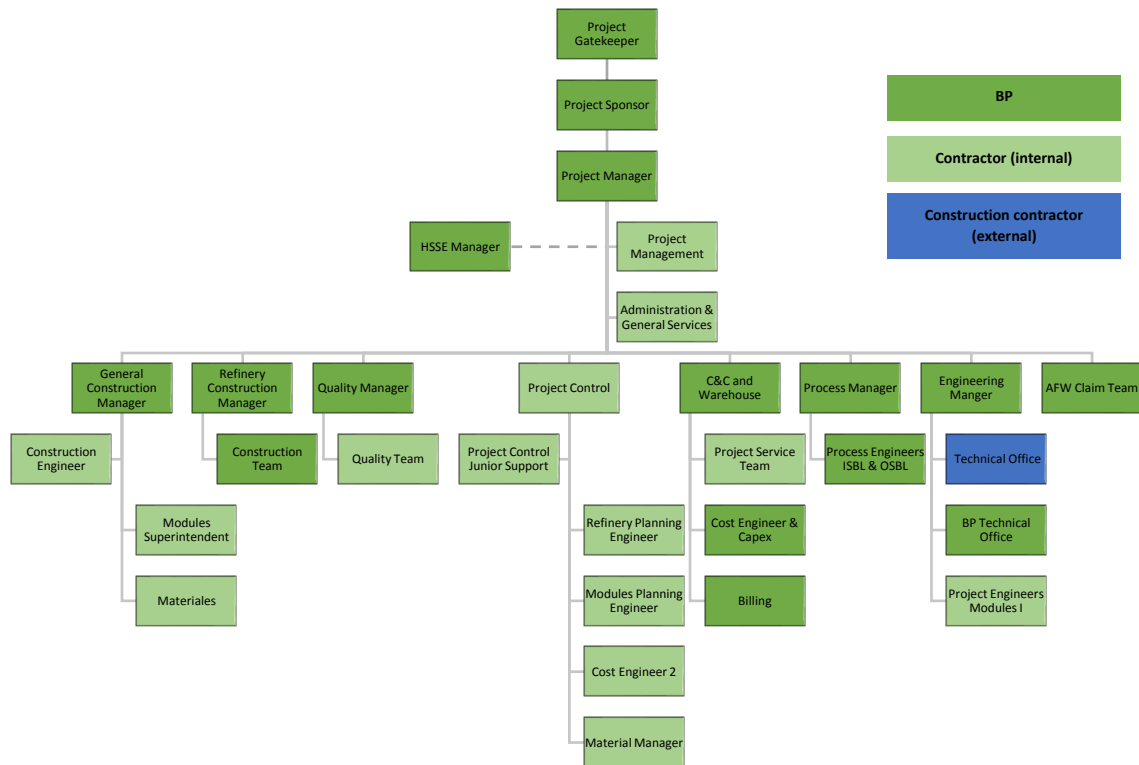 Project
Gatekeeper
BP
Project Sponsor
Contractor (internal)
Project Manager
Construction contractor
(external)
HSSE Manager
Project
Management
Administration &
General Services
General
Construction
Manager
Refinery
Construction
Manager
Quality Manager
Project Control
C&C and
Warehouse
Process Manager
Engineering
Manger
AFW Claim Team
Construction
Engineer
Construction
Team
Quality Team
Project Control
Junior Support
Project Service
Team
Process Engineers
ISBL & OSBL
Technical Office
Modules
Superintendent
Refinery Planning
Engineer
Cost Engineer &
Capex
BP Technical
Office
Materiales
Modules Planning
Engineer
Billing
Project Engineers
Modules I
Cost Engineer 2
Material Manager